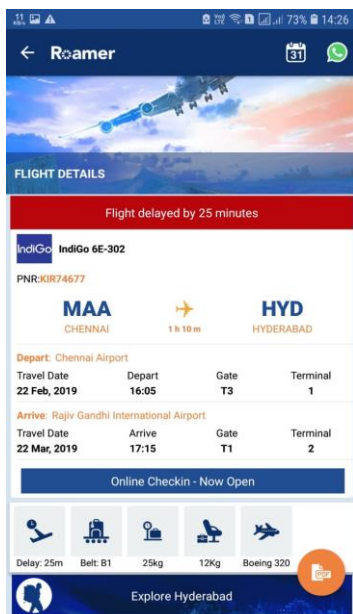 11
73% 14:26
Roamer
31
FLIGHT DETAILS
Flight delayed by 25 minutes
IndiGo IndiGo 6E-302
PNR:KIR74677
MAA HYD
CHENNAI 1 h 10 m HYDERABAD
Depart: Chennai Airport
Travel Date Depart Gate Terminal
22 Feb, 2019 16:05 T3 1
Arrive: Rajiv Gandhi International Airport
Travel Date Arrive Gate Terminal
22 Mar, 2019 17:15 T1 2
Online Checkin - Now Open
Delay: 25m Belt: B1 25kg 12Kg Boeing 320
PDF
Explore Hyderabad